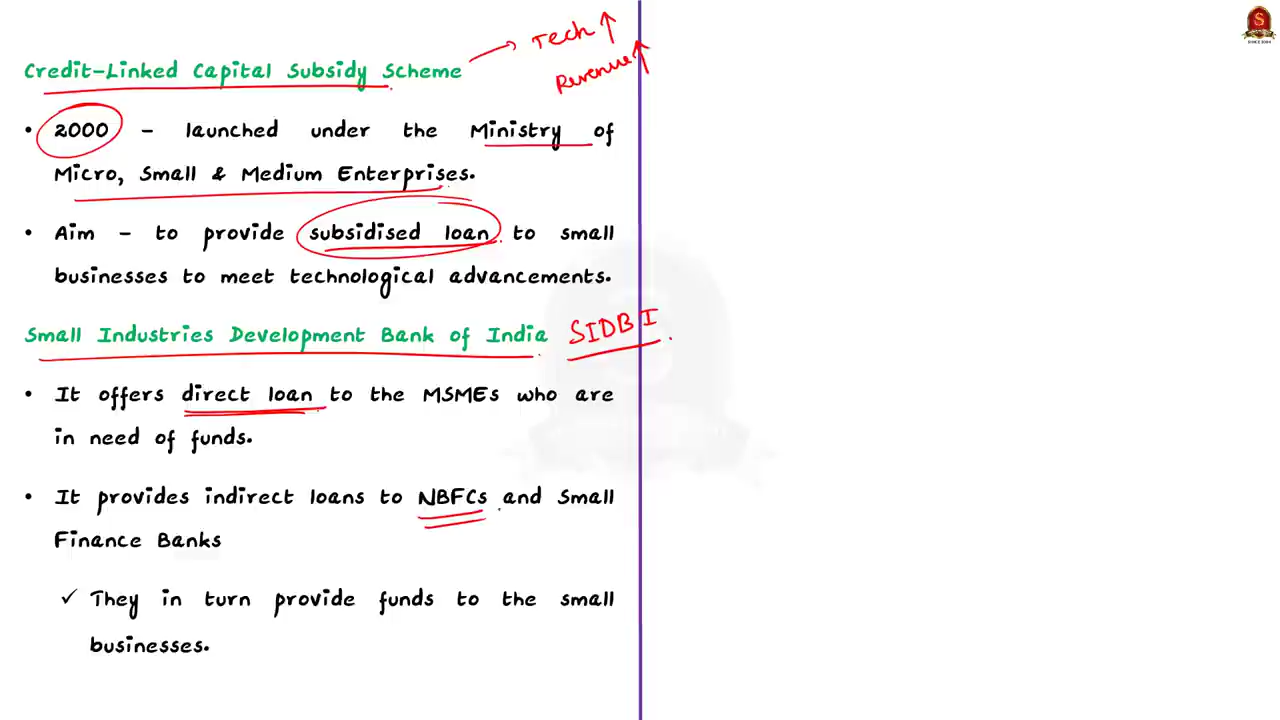 Tech ↑
Revenue ↑
Credit-Linked Capital Subsidy Scheme
• 2000 – launched under the Ministry of
Micro, Small & Medium Enterprises.
• Aim – to provide subsidised loan to small
businesses to meet technological advancements.
Small Industries Development Bank of India SIDBI
• It offers direct loan to the MSMEs who are
in need of funds.
• It provides indirect loans to NBFCs and Small
Finance Banks
✓ They in turn provide funds to the small
businesses.
S
SINCE 2004